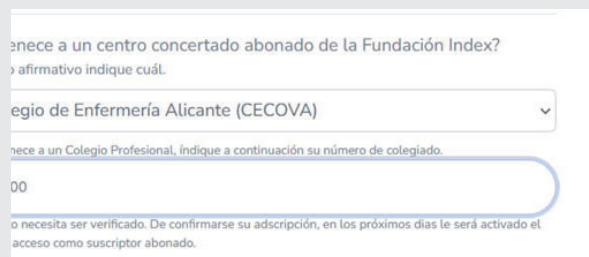 enece a un centro concertado abonado de la Fundación Index?
afirmativo indique cuál.
egio de Enfermería Alicante (CECOVA)
nece a un Colegio Profesional, índique a continuación su número de colegiado.
00
o necesita ser verificado. De confirmarse su adscripción, en los próximos dias le será activado el
acceso como suscriptor abonado.